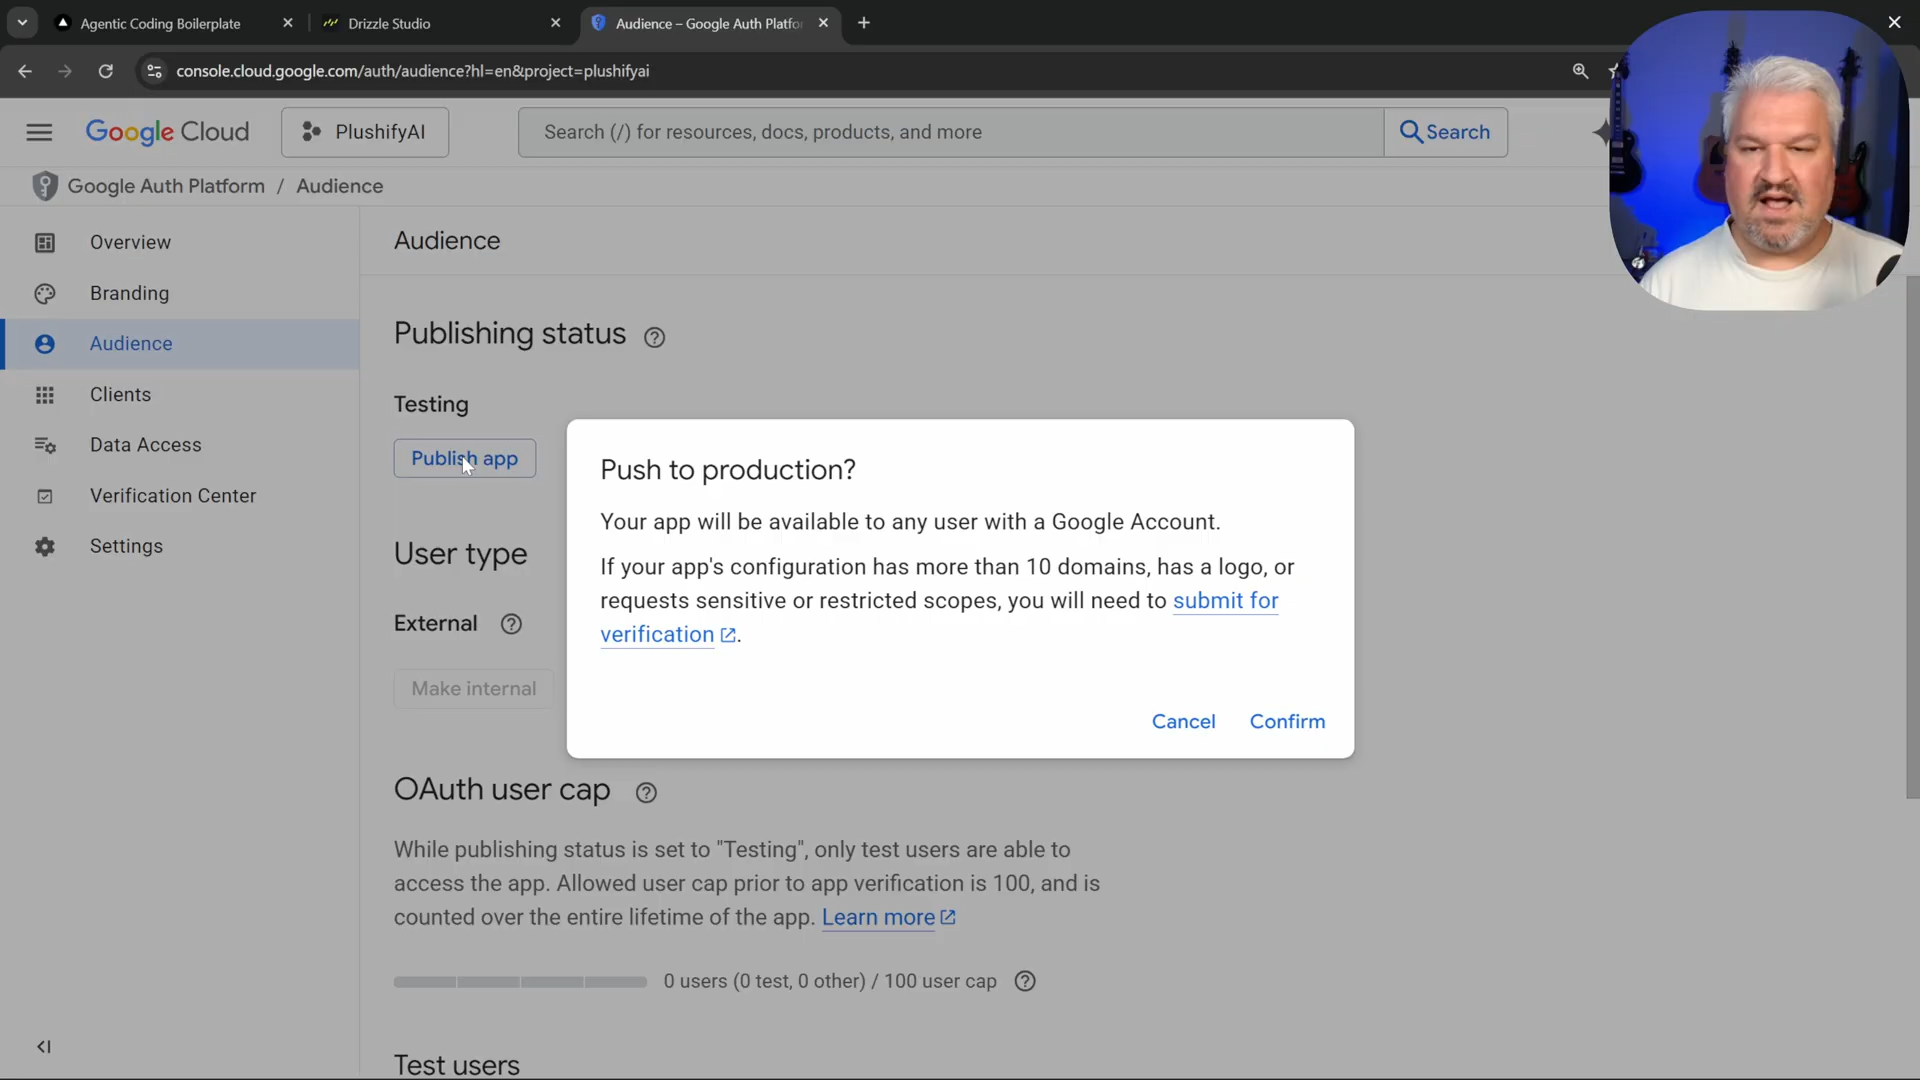 Agentic Coding Boilerplate
Drizzle Studio
Audience – Google Auth Platfo
console.cloud.google.com/auth/audience?hl=en&project=plushifyai
Google Cloud
PlushifyAI
Search (/) for resources, docs, products, and more
Search
Google Auth Platform / Audience
Overview
Branding
Audience
Clients
Data Access
Verification Center
Settings
Audience
Publishing status
Testing
Publish app
User type
External
Make internal
Push to production?
Your app will be available to any user with a Google Account.
If your app's configuration has more than 10 domains, has a logo, or
requests sensitive or restricted scopes, you will need to submit for
verification.
Cancel
Confirm
OAuth user cap
While publishing status is set to "Testing", only test users are able to
access the app. Allowed user cap prior to app verification is 100, and is
counted over the entire lifetime of the app. Learn more
0 users (0 test, 0 other) / 100 user cap
Test users